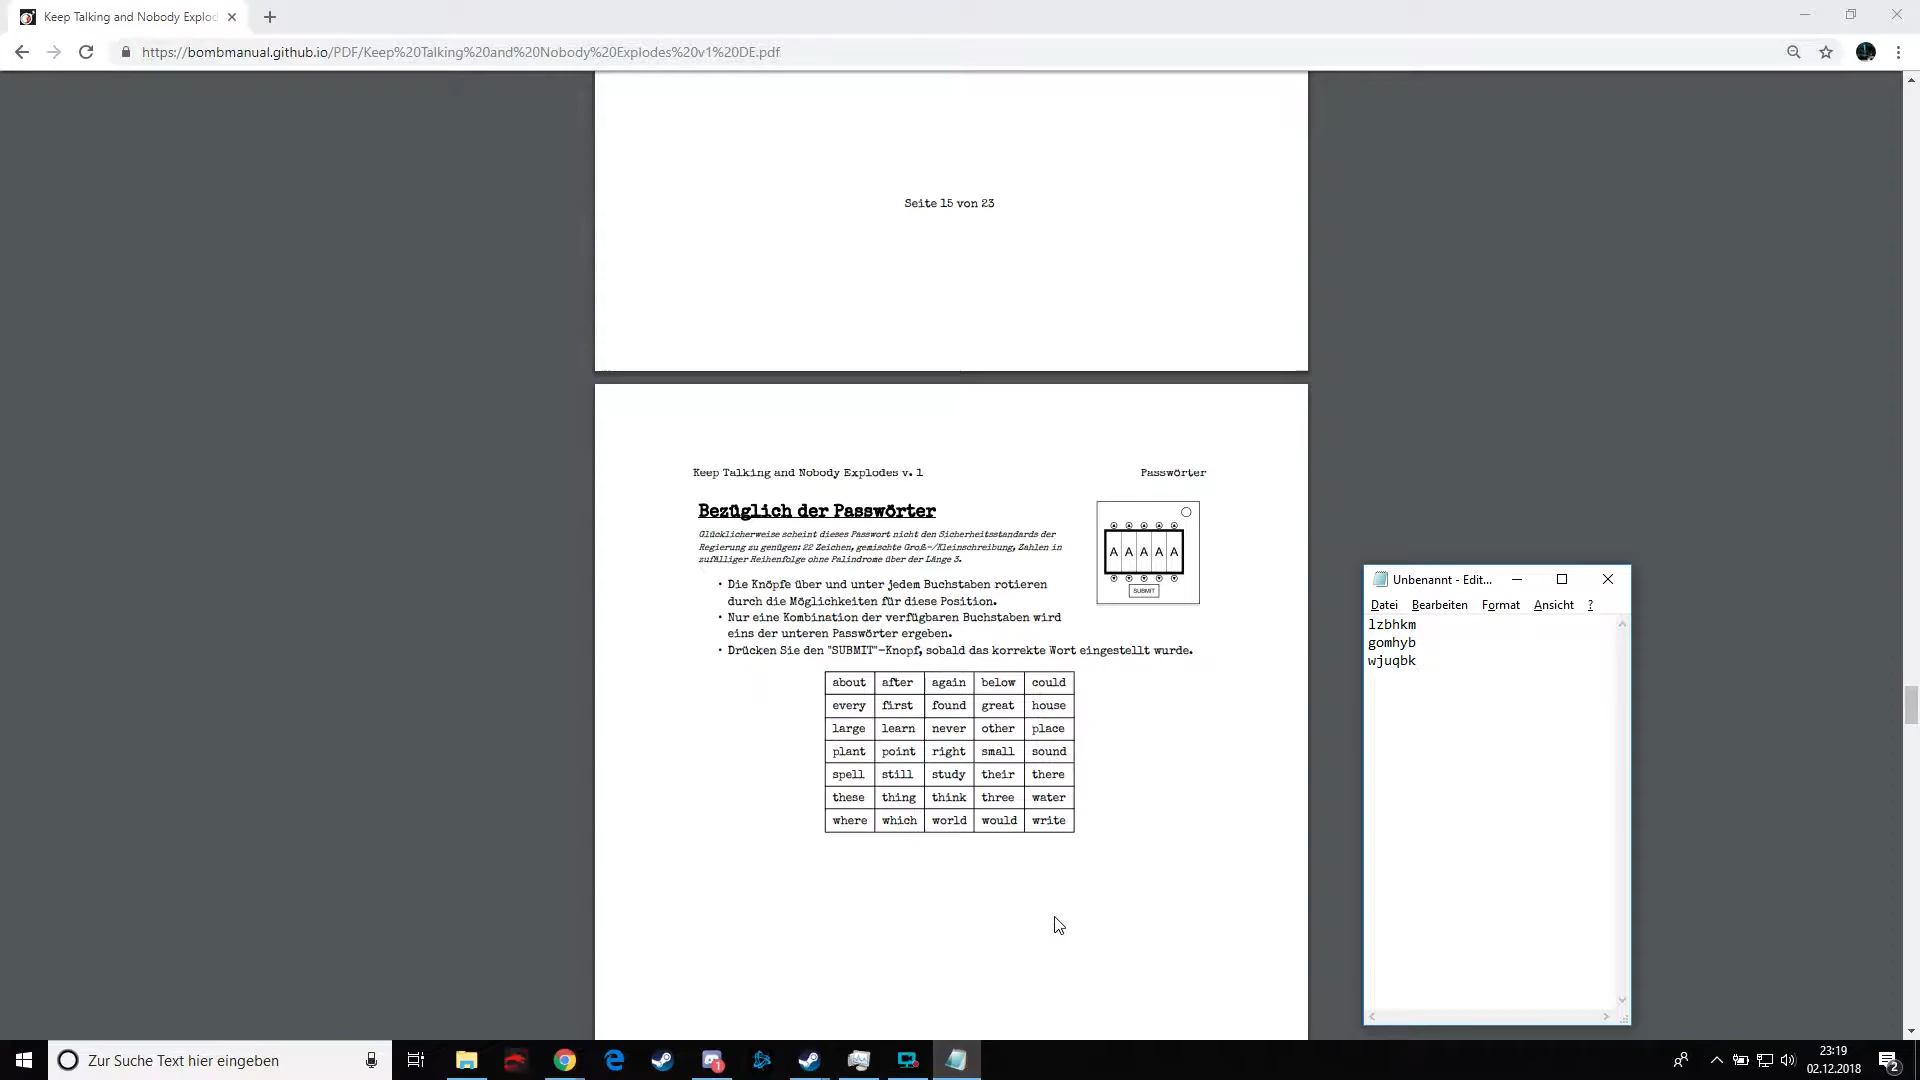 Keep Talking and Nobody Explod
https://bombmanual.github.io/PDF/Keep%20Talking%20and%20Nobody%20Explodes%20v1%20DE.pdf
Seite 15 von 23
Keep Talking and Nobody Explodes v. 1 Passwörter
Bezüglich der Passwörter
Glücklicherweise scheint dieses Passwort nicht den Sicherheitsstandards der
Regierung zu genügen: 22 Zeichen, gemischte Groß-/Kleinschreibung, Zahlen in
zufälliger Reihenfolge ohne Palindrome über der Länge 3.
A A A A A
SUBMIT
• Die Knöpfe über und unter jedem Buchstaben rotieren
durch die Möglichkeiten für diese Position.
• Nur eine Kombination der verfügbaren Buchstaben wird
eins der unteren Passwörter ergeben.
• Drücken Sie den "SUBMIT"-Knopf, sobald das korrekte Wort eingestellt wurde.
about after again below could
every first found great house
large learn never other place
plant point right small sound
spell still study their there
these thing think three water
where which world would write
Unbenannt - Edit...
Datei Bearbeiten Format Ansicht ?
lzbhkm
gomhyb
wjuqbk
Zur Suche Text hier eingeben
1
23:19
02.12.2018
2